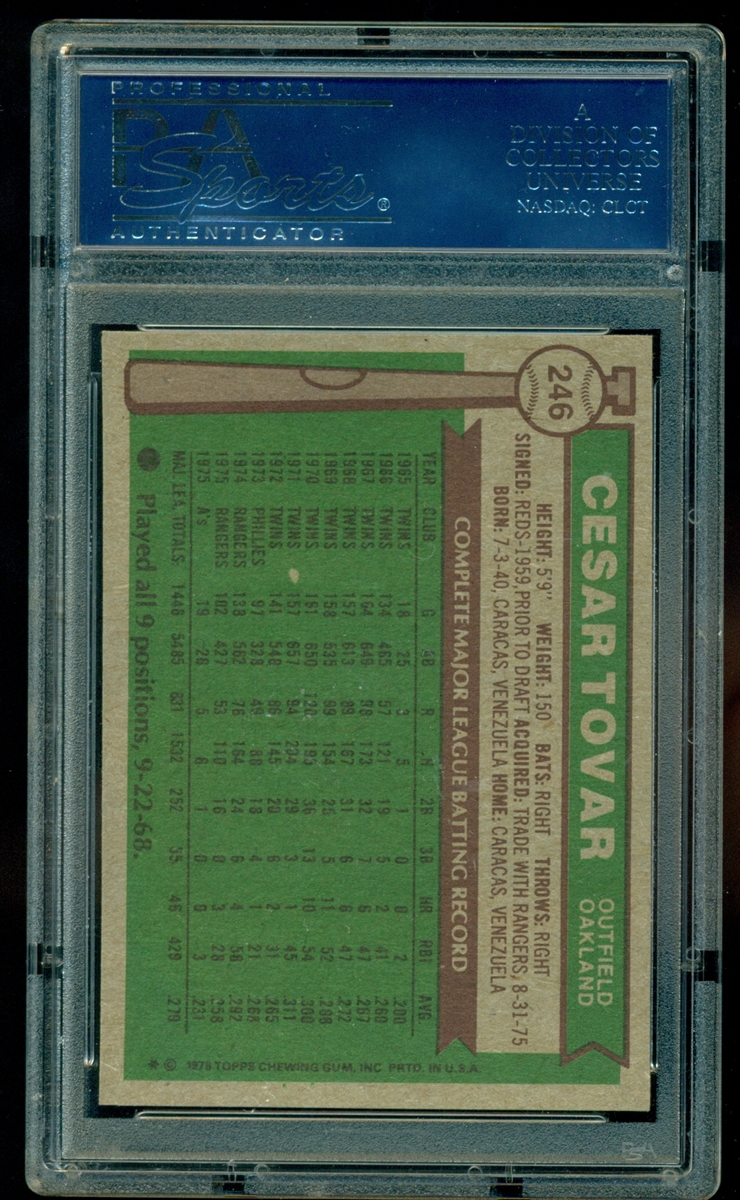 PROFESSIONAL
PSA
Sports®
AUTHENTICATOR
A
DIVISION OF
COLLECTORS
UNIVERSE
NASDAQ: CLCT
246
CESAR TOVAR
OUTFIELD
OAKLAND
HEIGHT: 5'9" WEIGHT: 150 BATS: RIGHT THROWS: RIGHT
SIGNED: REDS-1959, PRIOR TO DRAFT ACQUIRED: TRADE WITH RANGERS, 8-31-75
BORN: 7-3-40, CARACAS, VENEZUELA HOME: CARACAS, VENEZUELA
COMPLETE MAJOR LEAGUE BATTING RECORD
YEAR CLUB G AB R H 2B 3B HR RBI AVG
1965 TWINS 18 25 3 5 1 0 0 2 .200
1966 TWINS 134 465 57 121 19 5 2 41 .260
1967 TWINS 164 649 98 173 32 7 6 47 .267
1968 TWINS 157 613 89 167 31 6 6 47 .272
1969 TWINS 158 535 99 154 25 5 11 52 .288
1970 TWINS 161 650 120 195 36 13 10 54 .300
1971 TWINS 157 657 94 204 29 3 1 45 .311
1972 TWINS 141 548 86 145 20 6 2 31 .265
1973 PHILLIES 97 328 49 88 18 4 1 21 .268
1974 RANGERS 138 562 78 164 24 6 4 58 .292
1975 RANGERS 102 427 53 110 16 0 3 28 .258
1975 A's 19 26 5 6 1 0 0 3 .231
MAJ. LEA. TOTALS 1446 5485 831 1532 252 55 46 429 .279
Played all 9 positions, 9-22-68.
* © 1976 TOPPS CHEWING GUM, INC. PRTD. IN U.S.A.
PSA